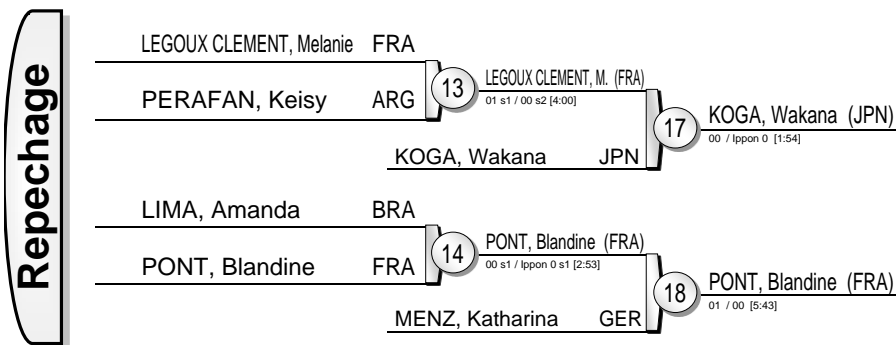 Repechage
LEGOUX CLEMENT, Melanie FRA
PERAFAN, Keisy ARG
13
LEGOUX CLEMENT, M. (FRA)
01 s1 / 00 s2 [4:00]
KOGA, Wakana JPN
17
KOGA, Wakana (JPN)
00 / Ippon 0 [1:54]
LIMA, Amanda BRA
PONT, Blandine FRA
14
PONT, Blandine (FRA)
00 s1 / Ippon 0 s1 [2:53]
MENZ, Katharina GER
18
PONT, Blandine (FRA)
01 / 00 [5:43]